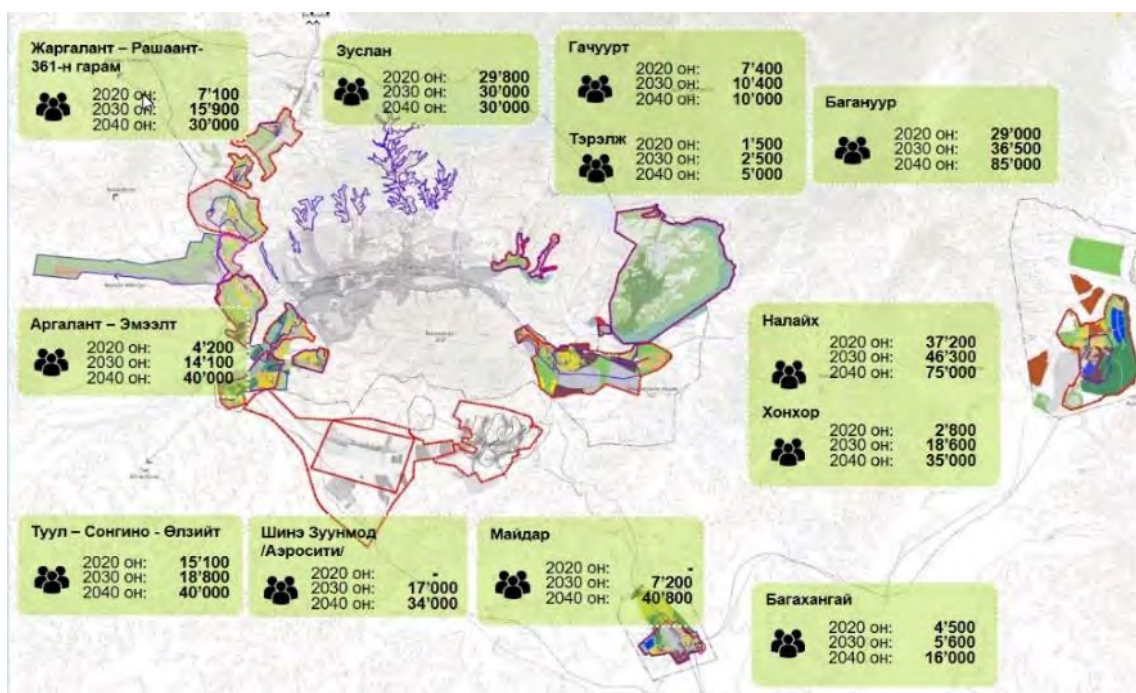 Жаргалант – Рашаант-
361-н гарам
2020 он: 7'100
2030 он: 15'900
2040 он: 30'000
Зуслан
2020 он: 29'800
2030 он: 30'000
2040 он: 30'000
Гачуурт
2020 он: 7'400
2030 он: 10'400
2040 он: 10'000
Тэрэлж
2020 он: 1'500
2030 он: 2'500
2040 он: 5'000
Багануур
2020 он: 29'000
2030 он: 36'500
2040 он: 85'000
Аргалант – Эмээлт
2020 он: 4'200
2030 он: 14'100
2040 он: 40'000
Налайх
2020 он: 37'200
2030 он: 46'300
2040 он: 75'000
Хонхор
2020 он: 2'800
2030 он: 18'600
2040 он: 35'000
Туул – Сонгино - Өлзийт
2020 он: 15'100
2030 он: 18'800
2040 он: 40'000
Шинэ Зуунмод
/Аэросити/
2020 он: -
2030 он: 17'000
2040 он: 34'000
Майдар
2020 он: -
2030 он: 7'200
2040 он: 40'800
Багахангай
2020 он: 4'500
2030 он: 5'600
2040 он: 16'000